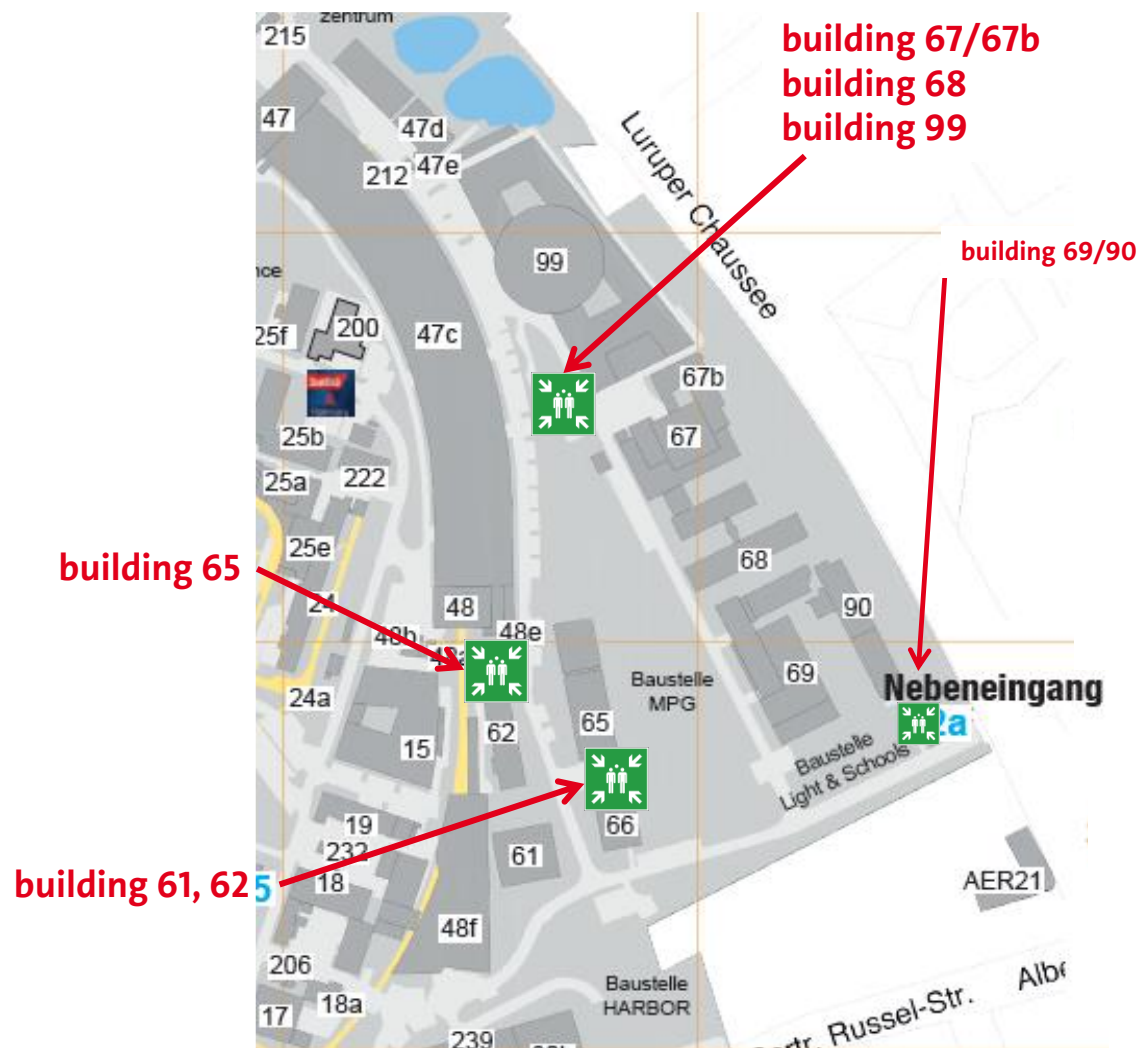 zentrum
215
building 67/67b
building 68
building 99
47
47d
47e
212
Luruper Chaussee
building 69/90
99
200
25f
47c
67b
67
25b
25a
222
25e
building 65
24
48
68
90
48b
48e
24a
69
Baustelle
MPG
Nebeneingang
2a
15
62
65
Baustelle
Light & Schools
19
232
66
61
18
building 61, 62
5
AER21
48f
206
18a
17
Baustelle
HARBOR
239
Russel-Str.